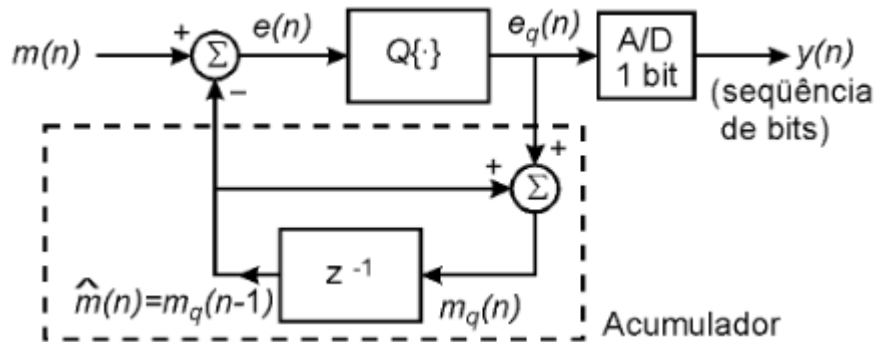 m(n)
+
Σ
−
e(n)
Q{·}
e_q(n)
A/D
1 bit
y(n)
(seqüência
de bits)
+
+
Σ
z ⁻¹
m̂(n)=m_q(n-1)
m_q(n)
Acumulador